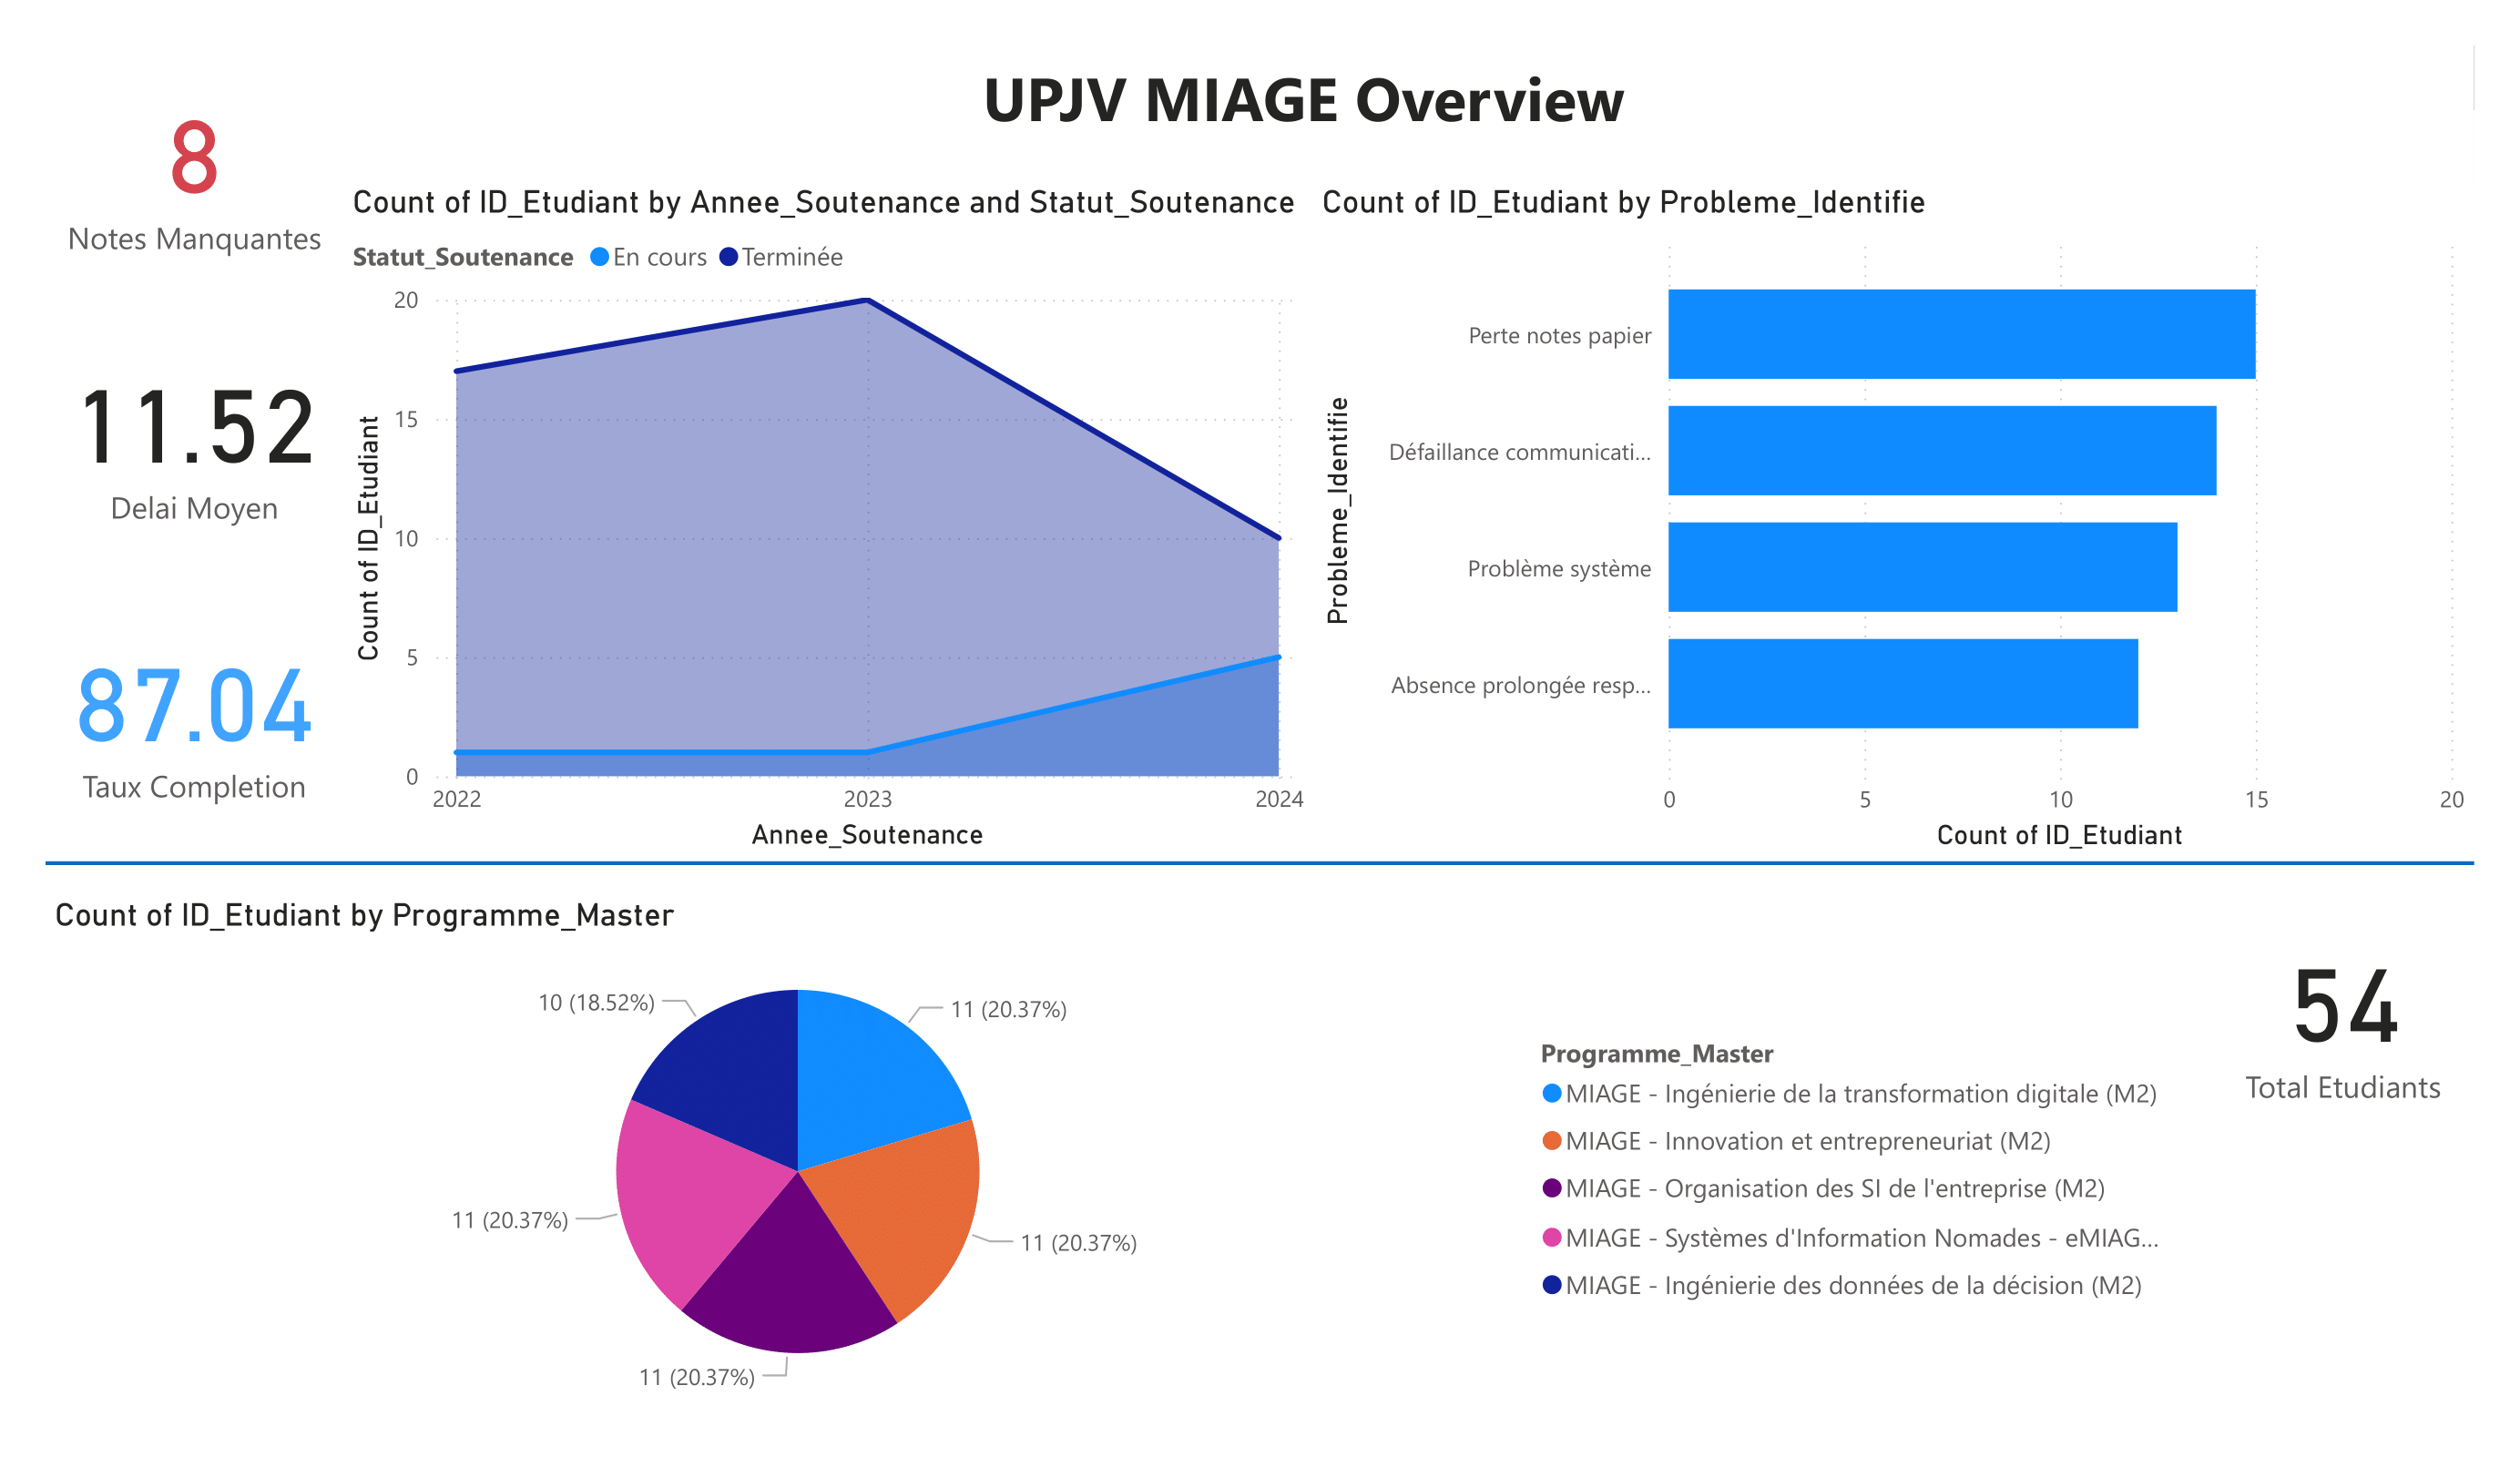 UPJV MIAGE Overview
8
Notes Manquantes
11.52
Delai Moyen
87.04
Taux Completion
Count of ID_Etudiant by Annee_Soutenance and Statut_Soutenance
Statut_Soutenance En cours Terminée
Count of ID_Etudiant
20
15
10
5
0
2022 2023 2024
Annee_Soutenance
Count of ID_Etudiant by Probleme_Identifie
Probleme_Identifie
Perte notes papier
Défaillance communicati...
Problème système
Absence prolongée resp...
0 5 10 15 20
Count of ID_Etudiant
Count of ID_Etudiant by Programme_Master
10 (18.52%)
11 (20.37%)
11 (20.37%)
11 (20.37%)
11 (20.37%)
Programme_Master
MIAGE - Ingénierie de la transformation digitale (M2)
MIAGE - Innovation et entrepreneuriat (M2)
MIAGE - Organisation des SI de l'entreprise (M2)
MIAGE - Systèmes d'Information Nomades - eMIAG...
MIAGE - Ingénierie des données de la décision (M2)
54
Total Etudiants